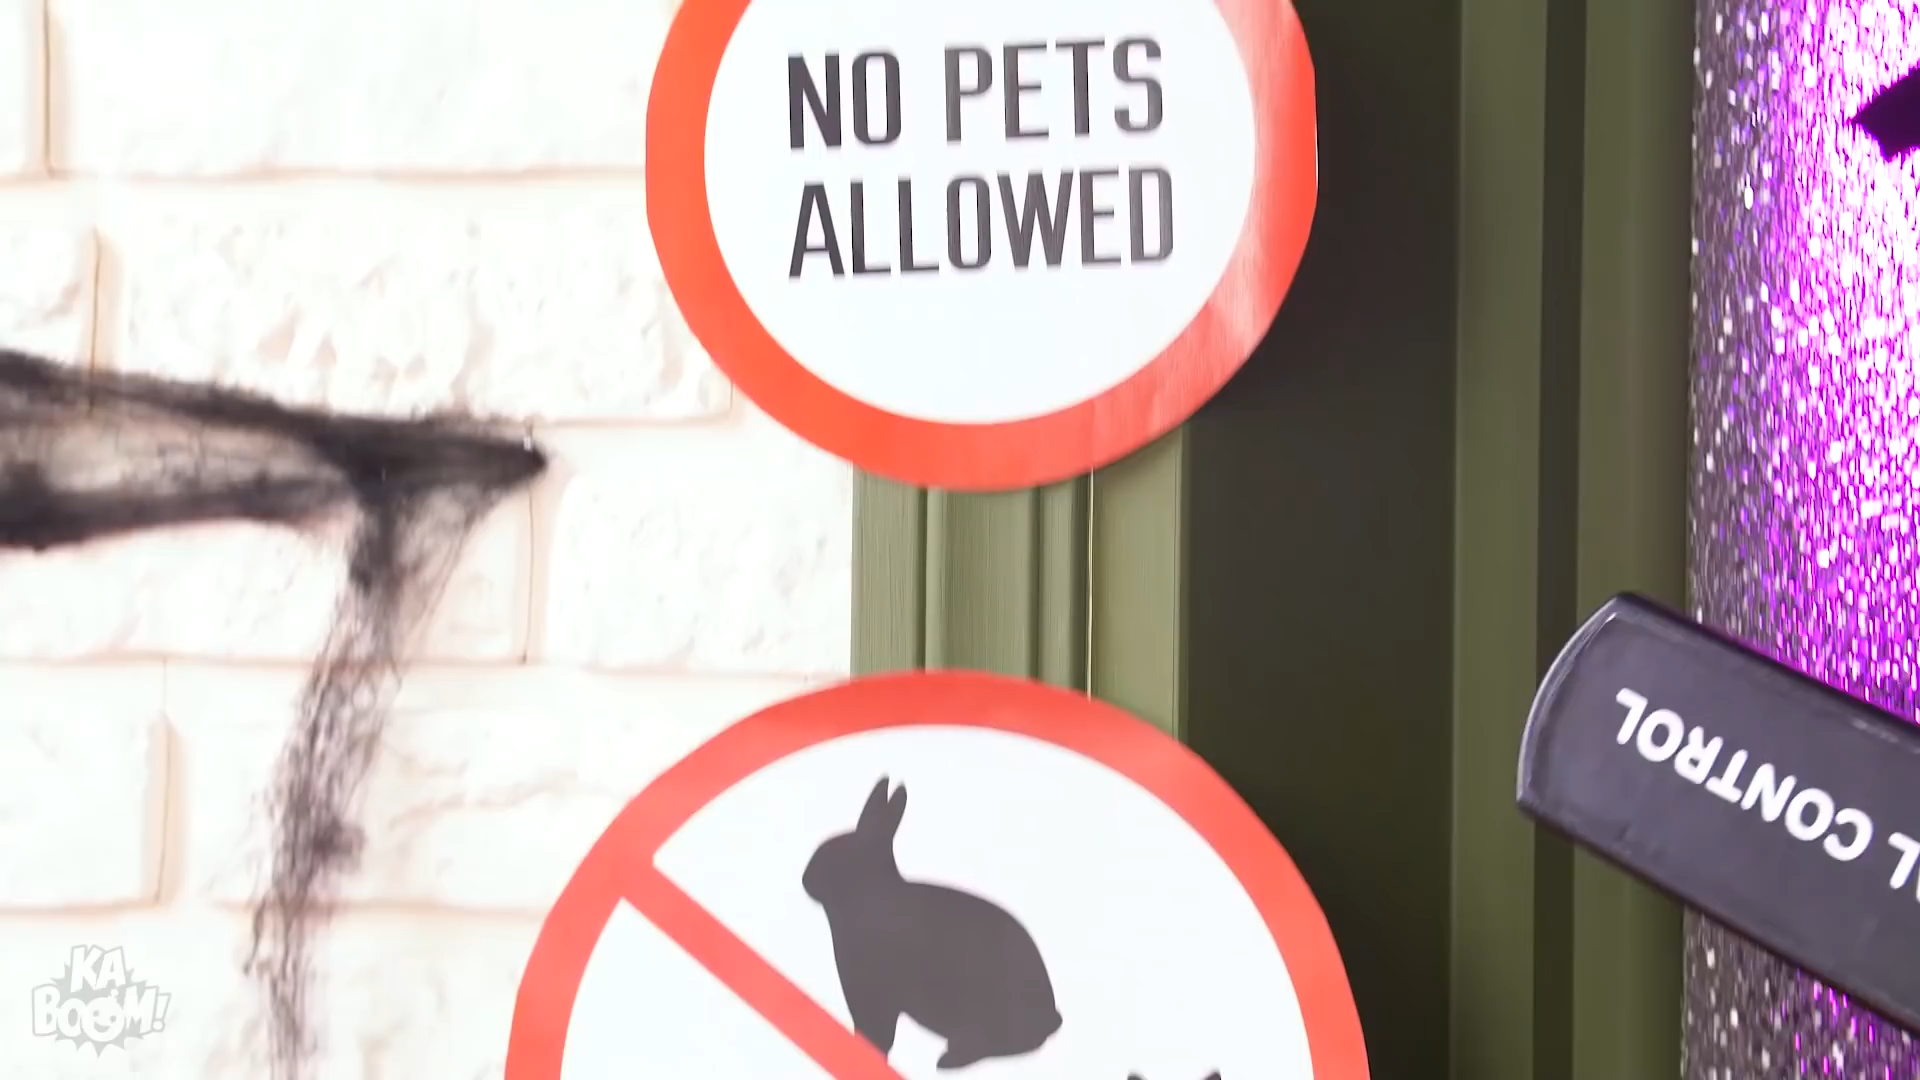 NO PETS
ALLOWED
L CONTROL
KA
BOOM!